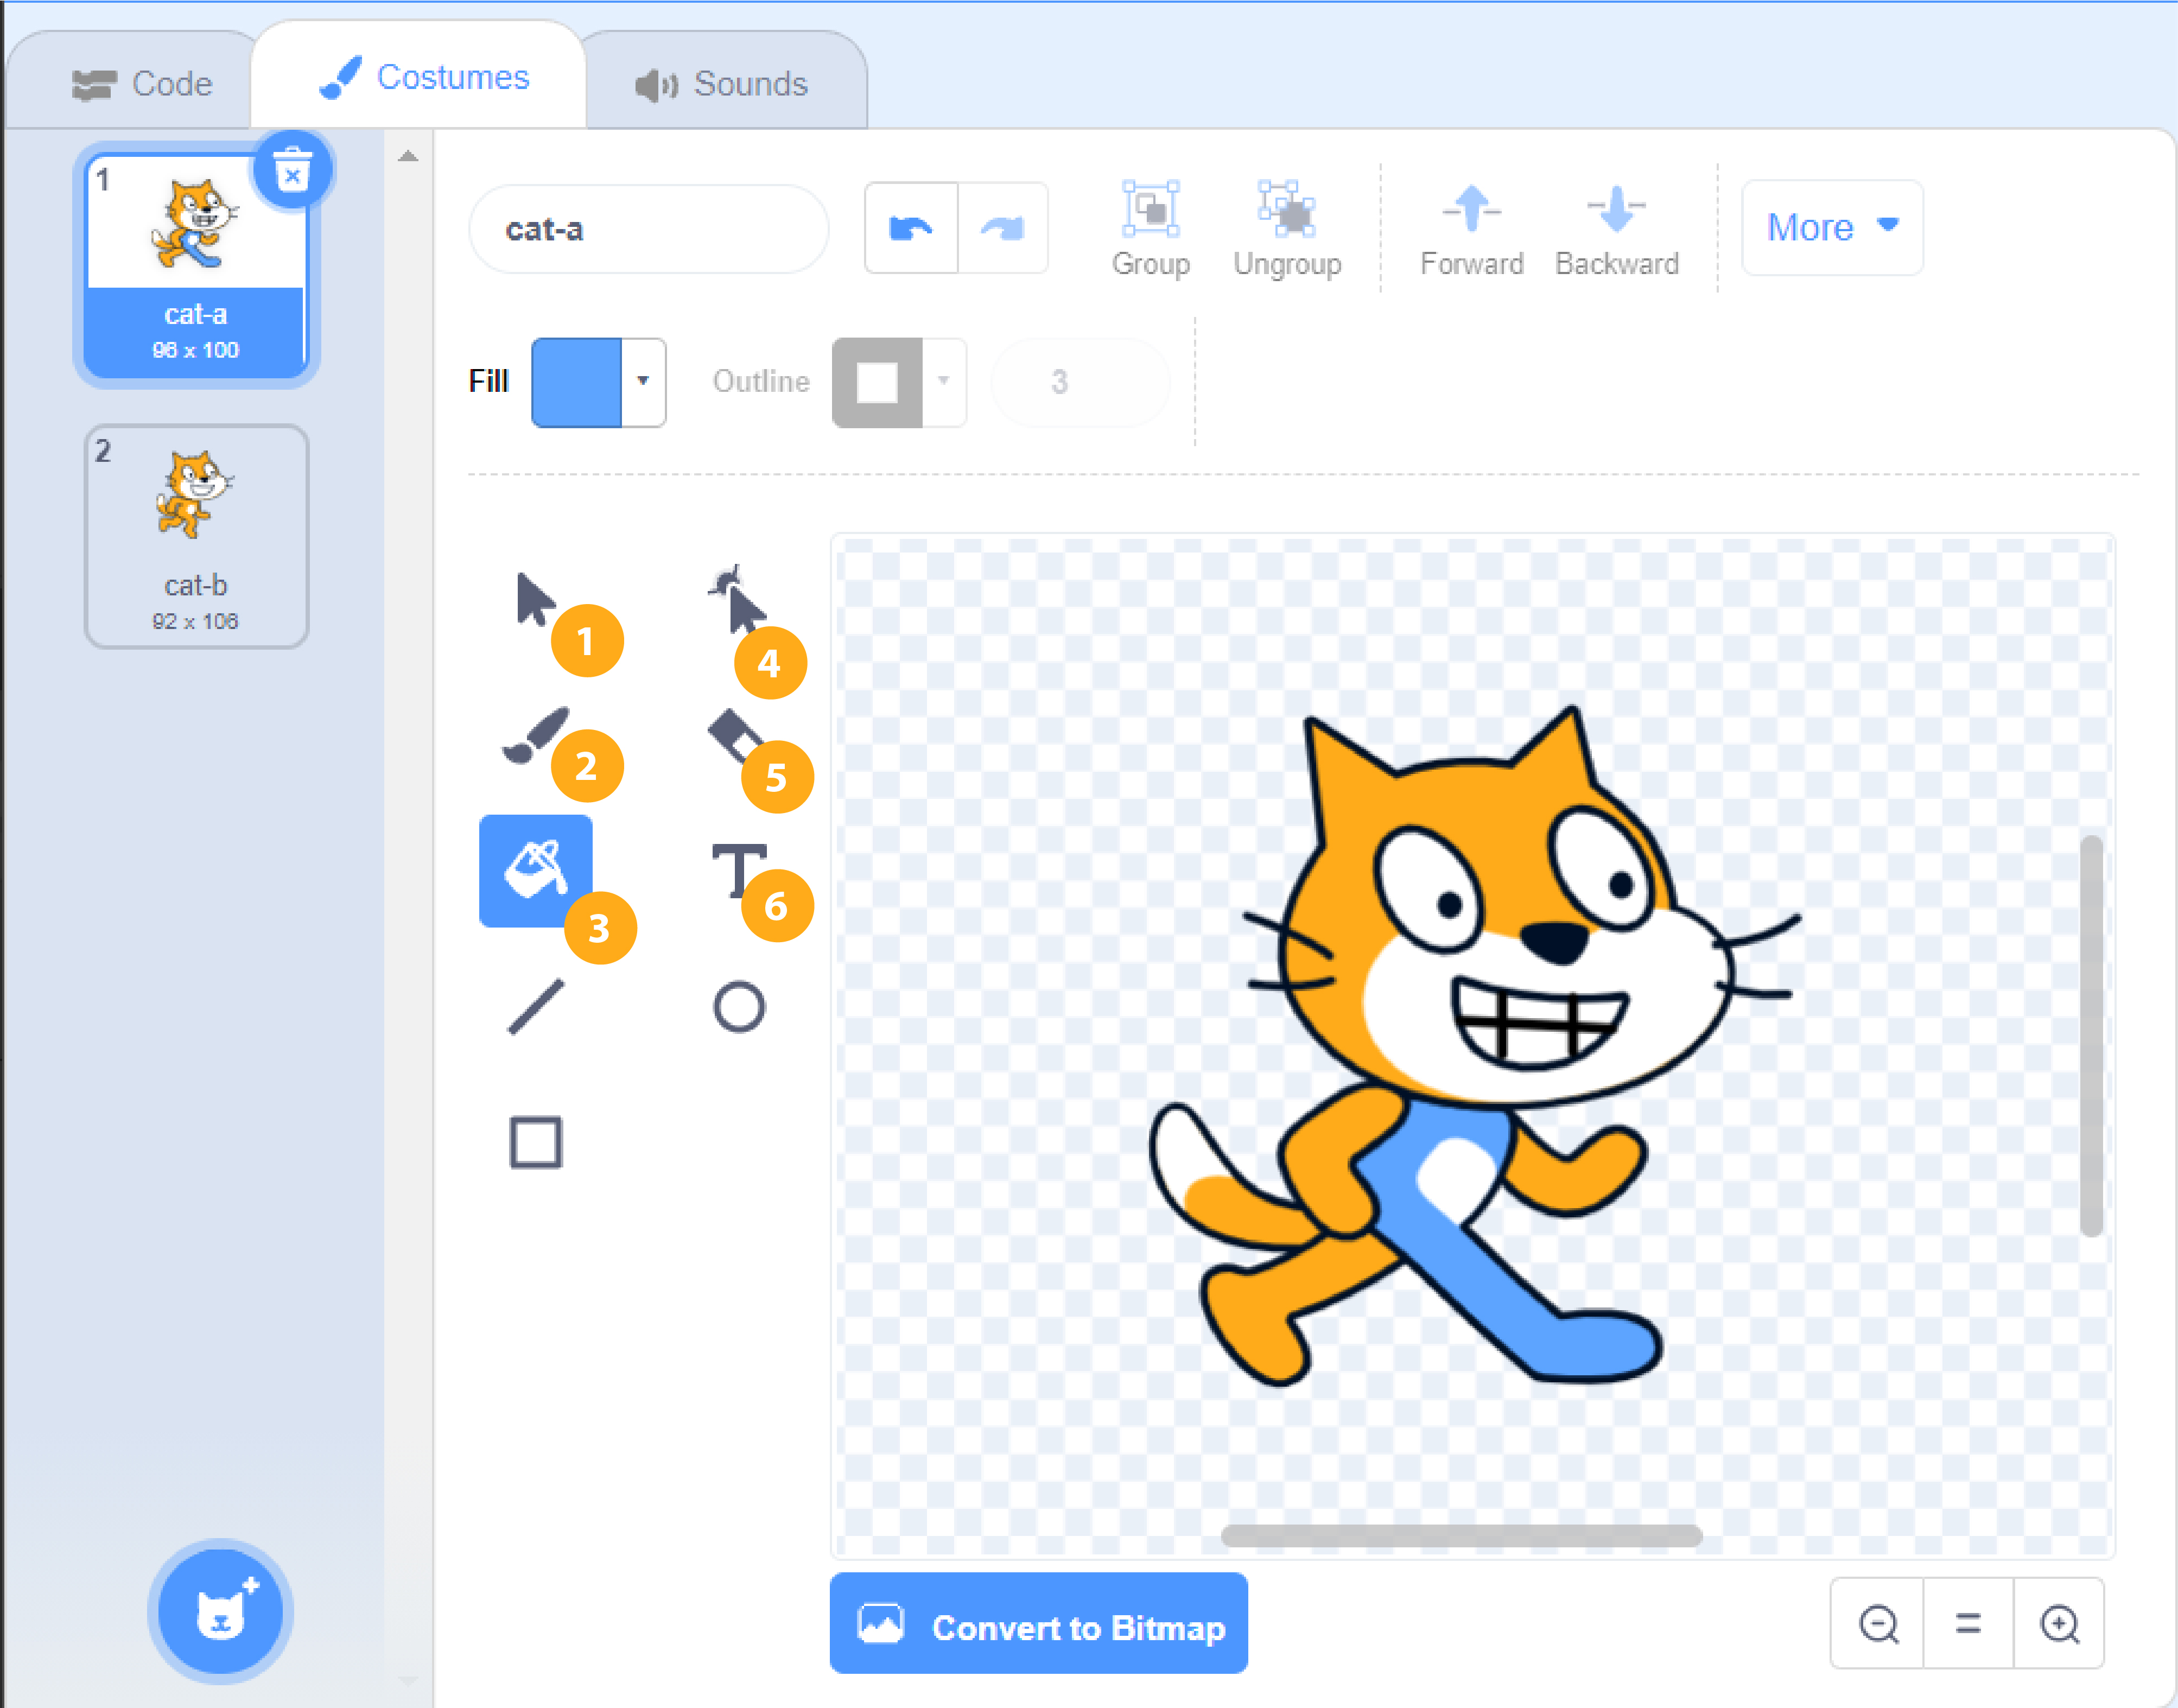 Code
Costumes
Sounds
1
cat-a
96 x 100
2
cat-b
92 x 106
cat-a
Group
Ungroup
Forward
Backward
More
Fill
Outline
3
1
4
2
5
3
T
6
Convert to Bitmap